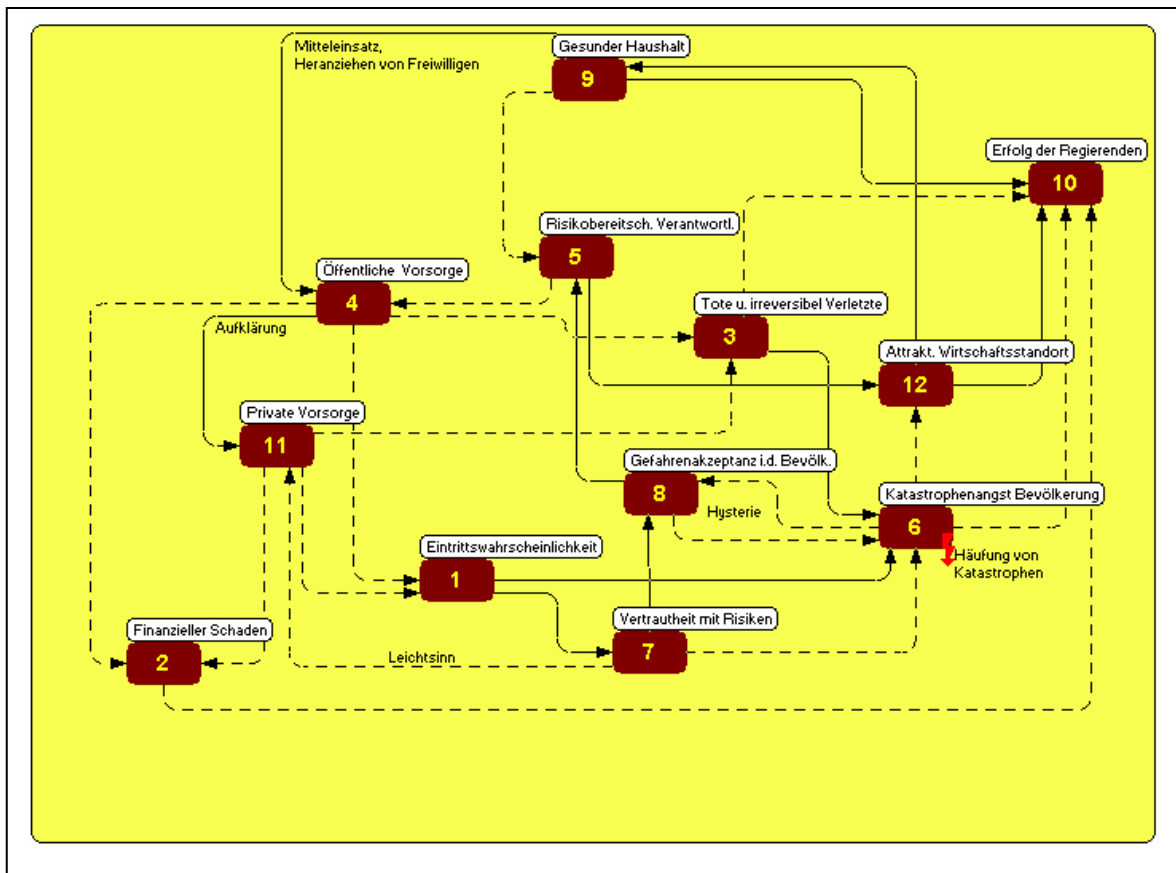 Mitteleinsatz,
Heranziehen von Freiwilligen
Gesunder Haushalt
9
Erfolg der Regierenden
10
Risikobereitsch. Verantwortl.
5
Öffentliche Vorsorge
4
Aufklärung
Tote u. irreversibel Verletzte
3
Attrakt. Wirtschaftsstandort
12
Private Vorsorge
11
Gefahrenakzeptanz i.d. Bevölk.
8
Hysterie
Katastrophenangst Bevölkerung
6
Häufung von
Katastrophen
Eintrittswahrscheinlichkeit
1
Vertrautheit mit Risiken
7
Leichtsinn
Finanzieller Schaden
2